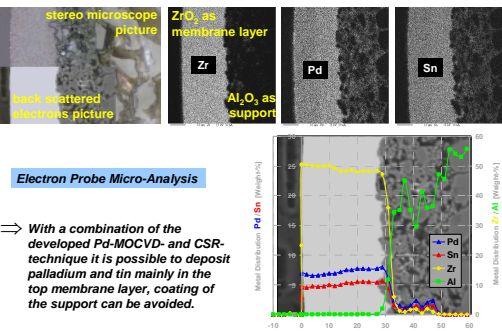 stereo microscope
picture
back scattered
electrons picture
ZrO2 as
membrane layer
Zr
Al2O3 as
support
Pd
Sn
Electron Probe Micro-Analysis
⇒ With a combination of the
developed Pd-MOCVD- and CSR-
technique it is possible to deposit
palladium and tin mainly in the
top membrane layer, coating of
the support can be avoided.
Metal Distribution Pd/Sn [Weight-%]
30
25
20
Pd
Sn
Zr
Al
60
50
40
30
20
10
0
Metal Distribution Zr/Al [Weight-%]
-10 0 10 20 30 40 50 60